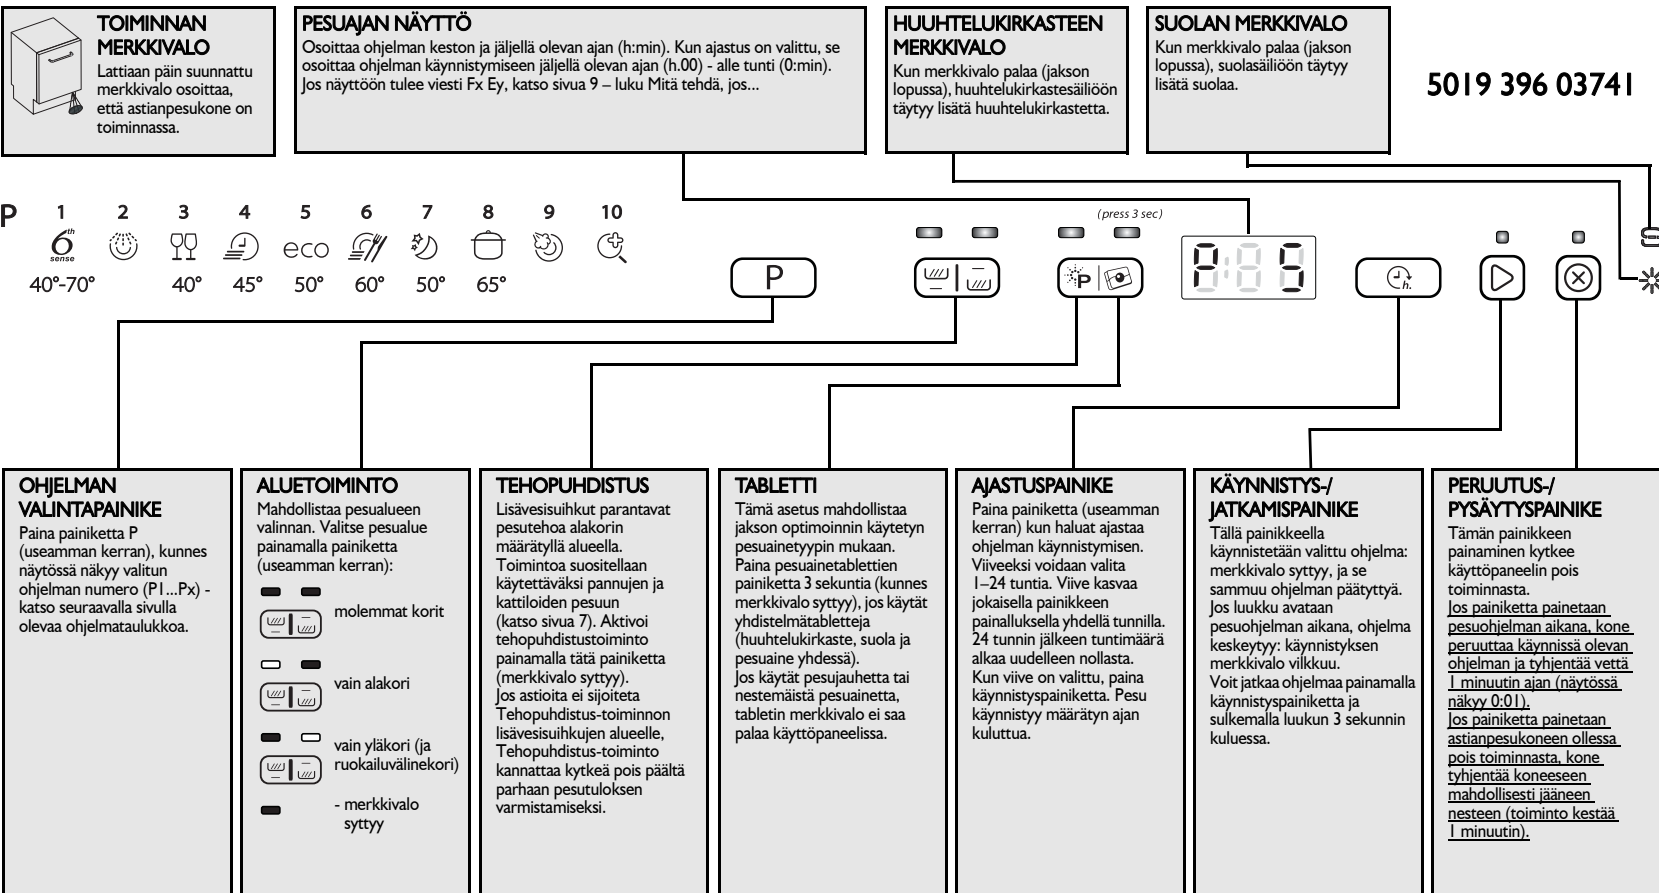 TOIMINNAN
MERKKIVALO
Lattiaan päin suunnattu
merkkivalo osoittaa,
että astianpesukone on
toiminnassa.
PESUAJAN NÄYTTÖ
Osoittaa ohjelman keston ja jäljellä olevan ajan (h:min). Kun ajastus on valittu, se
osoittaa ohjelman käynnistymiseen jäljellä olevan ajan (h.00) - alle tunti (0:min).
Jos näyttöön tulee viesti Fx Ey, katso sivua 9 – luku Mitä tehdä, jos...
HUUHTELUKIRKASTEEN
MERKKIVALO
Kun merkkivalo palaa (jakson
lopussa), huuhtelukirkastesäiliöön
täytyy lisätä huuhtelukirkastetta.
SUOLAN MERKKIVALO
Kun merkkivalo palaa (jakson
lopussa), suolasäiliöön täytyy
lisätä suolaa.
5019 396 03741
P 1 2 3 4 5 6 7 8 9 10
6th sense
eco
40°-70° 40° 45° 50° 60° 50° 65°
(press 3 sec)
P
P
P 5
h.
OHJELMAN
VALINTAPAINIKE
Paina painiketta P
(useamman kerran), kunnes
näytössä näkyy valitun
ohjelman numero (P1...Px) -
katso seuraavalla sivulla
olevaa ohjelmataulukkoa.
ALUETOIMINTO
Mahdollistaa pesualueen
valinnan. Valitse pesualue
painamalla painiketta
(useamman kerran):
molemmat korit
vain alakori
vain yläkori (ja
ruokailuvälinekori)
- merkkivalo
syttyy
TEHOPUHDISTUS
Lisävesisuihkut parantavat
pesutehoa alakorin
määrätyllä alueella.
Toimintoa suositellaan
käytettäväksi pannujen ja
kattiloiden pesuun
(katso sivua 7). Aktivoi
tehopuhdistustoiminto
painamalla tätä painiketta
(merkkivalo syttyy).
Jos astioita ei sijoiteta
Tehopuhdistus-toiminnon
lisävesisuihkujen alueelle,
Tehopuhdistus-toiminto
kannattaa kytkeä pois päältä
parhaan pesutuloksen
varmistamiseksi.
TABLETTI
Tämä asetus mahdollistaa
jakson optimoinnin käytetyn
pesuainetyypin mukaan.
Paina pesuainetablettien
painiketta 3 sekuntia (kunnes
merkkivalo syttyy), jos käytät
yhdistelmätabletteja
(huuhtelukirkaste, suola ja
pesuaine yhdessä).
Jos käytät pesujauhetta tai
nestemäistä pesuainetta,
tabletin merkkivalo ei saa
palaa käyttöpaneelissa.
AJASTUSPAINIKE
Paina painiketta (useamman
kerran) kun haluat ajastaa
ohjelman käynnistymisen.
Viiveeksi voidaan valita
1–24 tuntia. Viive kasvaa
jokaisella painikkeen
painalluksella yhdellä tunnilla.
24 tunnin jälkeen tuntimäärä
alkaa uudelleen nollasta.
Kun viive on valittu, paina
käynnistyspainiketta. Pesu
käynnistyy määrätyn ajan
kuluttua.
KÄYNNISTYS-/
JATKAMISPAINIKE
Tällä painikkeella
käynnistetään valittu ohjelma:
merkkivalo syttyy, ja se
sammuu ohjelman päätyttyä.
Jos luukku avataan
pesuohjelman aikana, ohjelma
keskeytyy: käynnistyksen
merkkivalo vilkkuu.
Voit jatkaa ohjelmaa painamalla
käynnistyspainiketta ja
sulkemalla luukun 3 sekunnin
kuluessa.
PERUUTUS-/
PYSÄYTYSPAINIKE
Tämän painikkeen
painaminen kytkee
käyttöpaneelin pois
toiminnasta.
Jos painiketta painetaan
pesuohjelman aikana, kone
peruuttaa käynnissä olevan
ohjelman ja tyhjentää vettä
1 minuutin ajan (näytössä
näkyy 0:01).
Jos painiketta painetaan
astianpesukoneen ollessa
pois toiminnasta, kone
tyhjentää koneeseen
mahdollisesti jääneen
nesteen (toiminto kestää
1 minuutin).